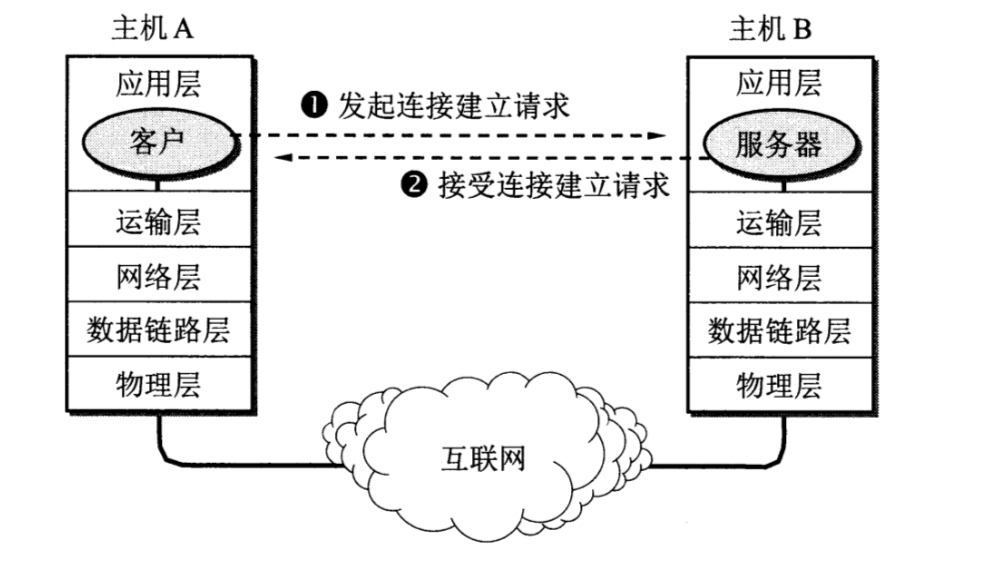 主机 A
主机 B
应用层
客户
运输层
网络层
数据链路层
物理层
❶ 发起连接建立请求
❷ 接受连接建立请求
应用层
服务器
运输层
网络层
数据链路层
物理层
互联网